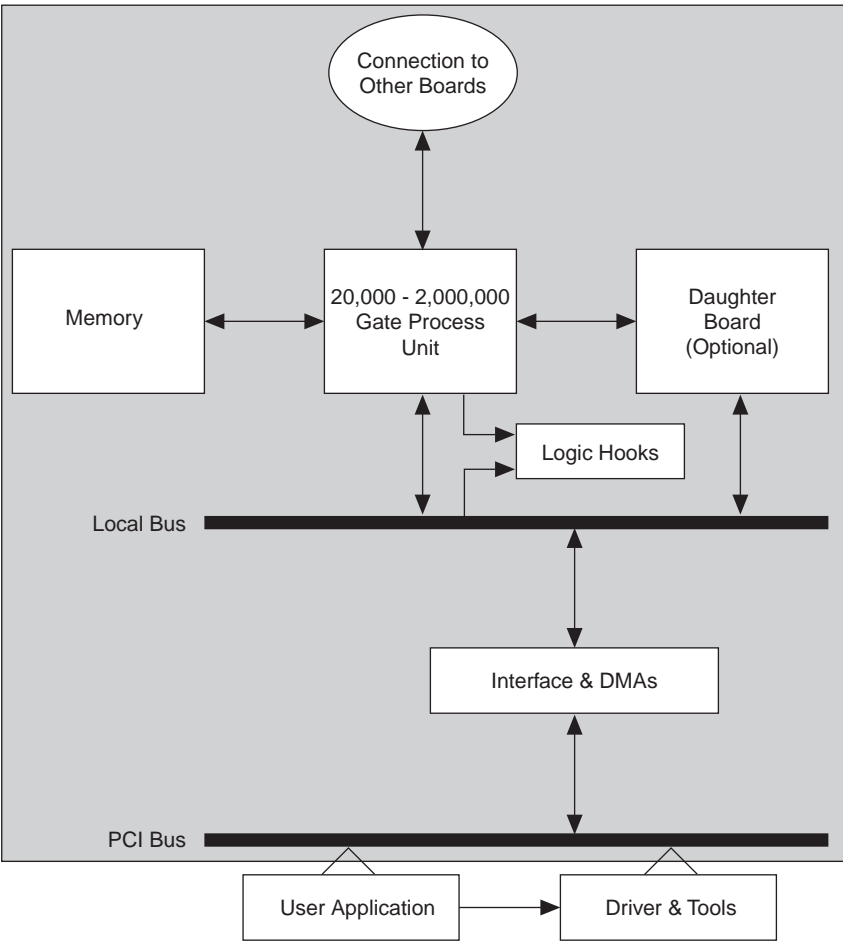 Connection to
Other Boards
Memory
20,000 - 2,000,000
Gate Process
Unit
Daughter
Board
(Optional)
Logic Hooks
Local Bus
Interface & DMAs
PCI Bus
User Application
Driver & Tools